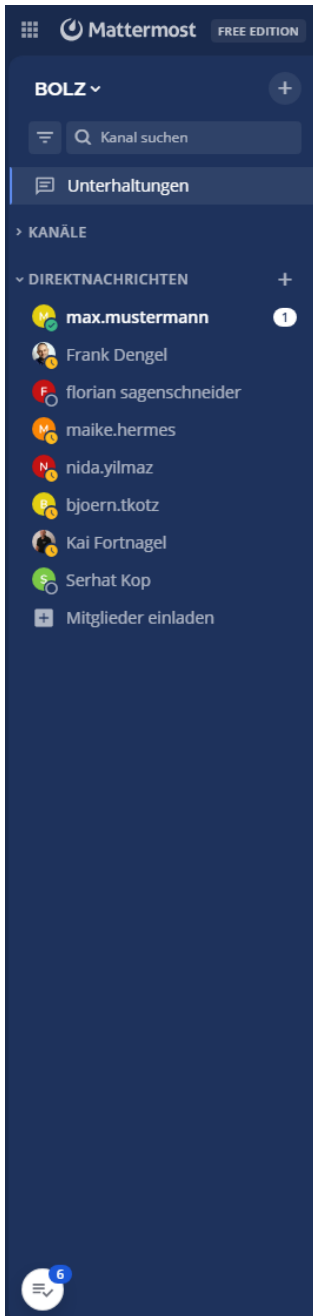 Mattermost FREE EDITION
BOLZ
Kanal suchen
Unterhaltungen
KANÄLE
DIREKTNACHRICHTEN
M max.mustermann 1
Frank Dengel
F florian sagenschneider
M maike.hermes
N nida.yilmaz
B bjoern.tkotz
Kai Fortnagel
S Serhat Kop
Mitglieder einladen
6